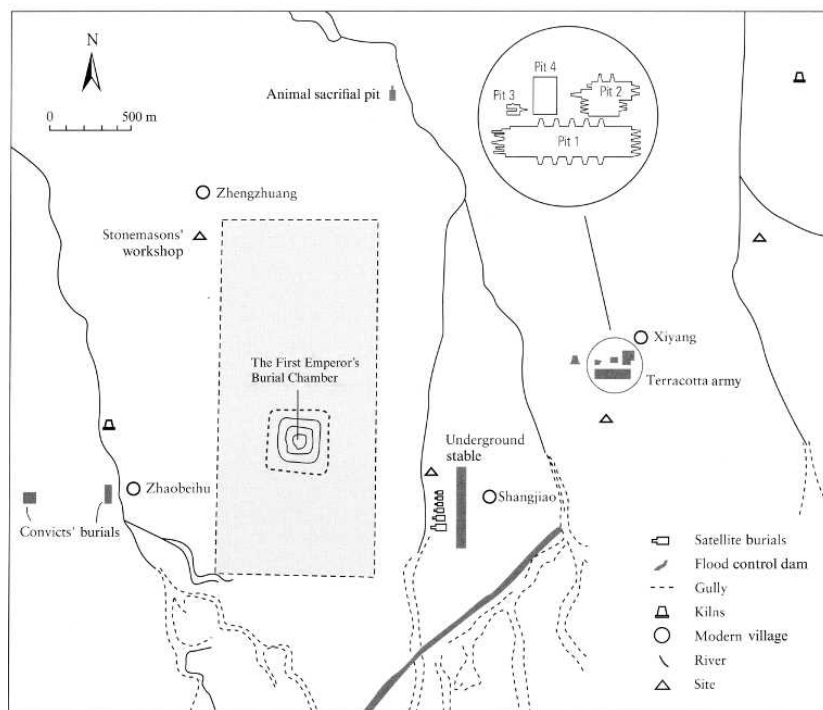 N
0
500 m
Animal sacrifial pit
Pit 4
Pit 3
Pit 2
Pit 1
Zhengzhuang
Stonemasons'
workshop
Xiyang
The First Emperor's
Burial Chamber
Terracotta army
Underground
stable
Zhaobeihu
Shangjiao
Convicts' burials
Satellite burials
Flood control dam
Gully
Kilns
Modern village
River
Site